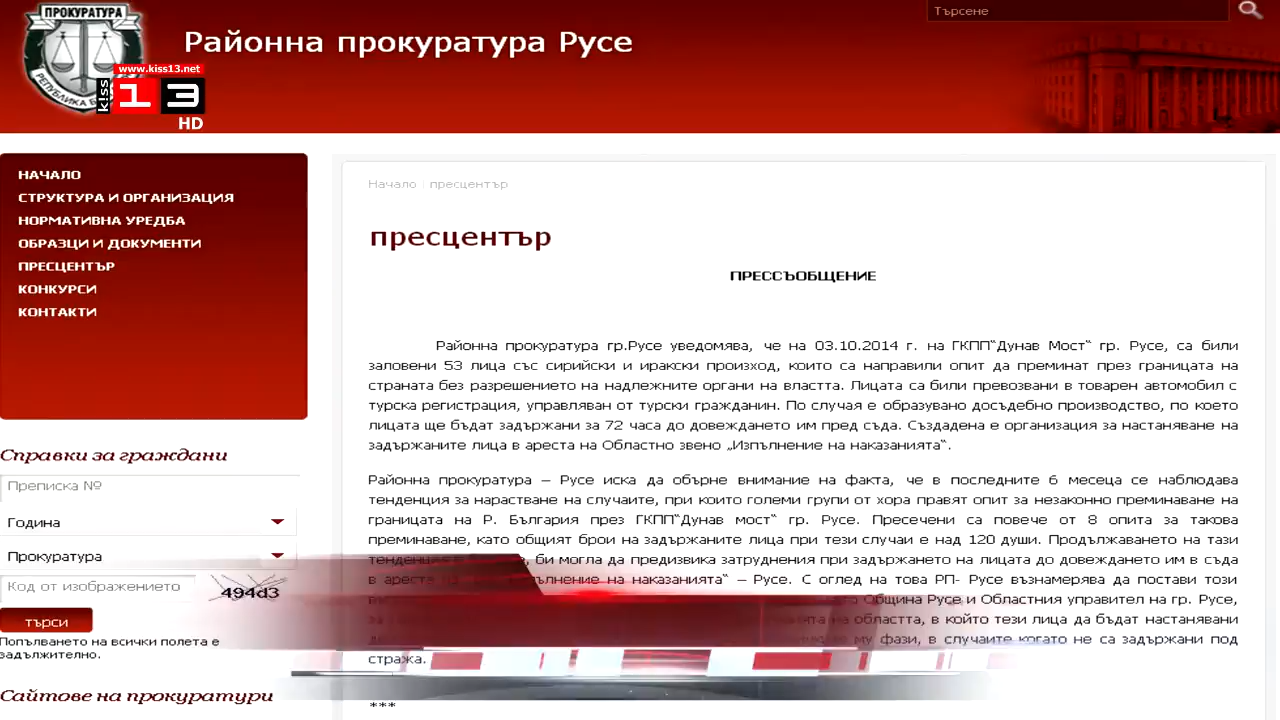 ПРОКУРАТУРА
РЕПУБЛИКА
Районна прокуратура Русе
Търсене
www.kiss13.net
kiss
13
HD
НАЧАЛО
СТРУКТУРА И ОРГАНИЗАЦИЯ
НОРМАТИВНА УРЕДБА
ОБРАЗЦИ И ДОКУМЕНТИ
ПРЕСЦЕНТЪР
КОНКУРСИ
КОНТАКТИ
Справки за граждани
Преписка №
Година
Прокуратура
Код от изображението
494d3
търси
Попълването на всички полета е
задължително.
Сайтове на прокуратури
Начало | пресцентър
пресцентър
ПРЕССЪОБЩЕНИЕ
Районна прокуратура гр.Русе уведомява, че на 03.10.2014 г. на ГКПП“Дунав Мост“ гр. Русе, са били
заловени 53 лица със сирийски и иракски произход, които са направили опит да преминат през границата на
страната без разрешението на надлежните органи на властта. Лицата са били превозвани в товарен автомобил с
турска регистрация, управляван от турски гражданин. По случая е образувано досъдебно производство, по което
лицата ще бъдат задържани за 72 часа до довеждането им пред съда. Създадена е организация за настаняване на
задържаните лица в ареста на Областно звено „Изпълнение на наказанията“.
Районна прокуратура – Русе иска да обърне внимание на факта, че в последните 6 месеца се наблюдава
тенденция за нарастване на случаите, при които големи групи от хора правят опит за незаконно преминаване на
границата на Р. България през ГКПП“Дунав мост“ гр. Русе. Пресечени са повече от 8 опита за такова
преминаване, като общият брой на задържаните лица при тези случаи е над 120 души. Продължаването на тази
тенденция би могла да предизвика затруднения при задържането на лицата до довеждането им в съда
в ареста наказанията“ – Русе. С оглед на това РП- Русе възнамерява да постави този
Община Русе и Областния управител на гр. Русе,
областта, в който тези лица да бъдат настанявани
му фази, в случаите когато не са задържани под
стража.
***